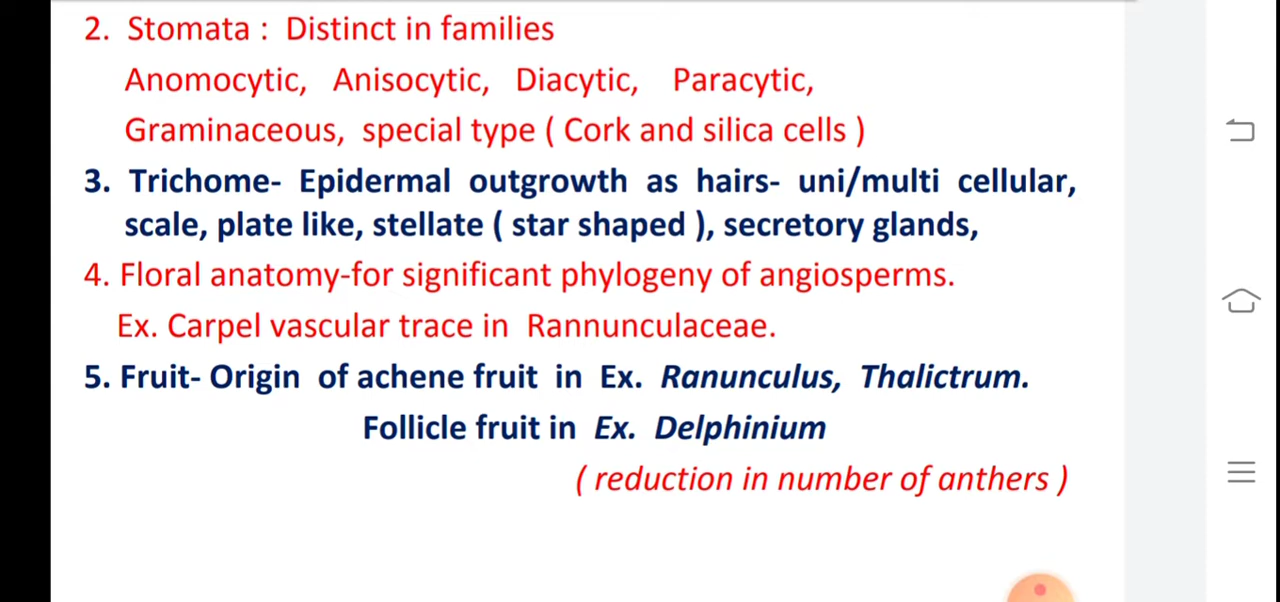 2. Stomata : Distinct in families
Anomocytic, Anisocytic, Diacytic, Paracytic,
Graminaceous, special type ( Cork and silica cells )
3. Trichome- Epidermal outgrowth as hairs- uni/multi cellular,
scale, plate like, stellate ( star shaped ), secretory glands,
4. Floral anatomy-for significant phylogeny of angiosperms.
Ex. Carpel vascular trace in Rannunculaceae.
5. Fruit- Origin of achene fruit in Ex. Ranunculus, Thalictrum.
Follicle fruit in Ex. Delphinium
( reduction in number of anthers )